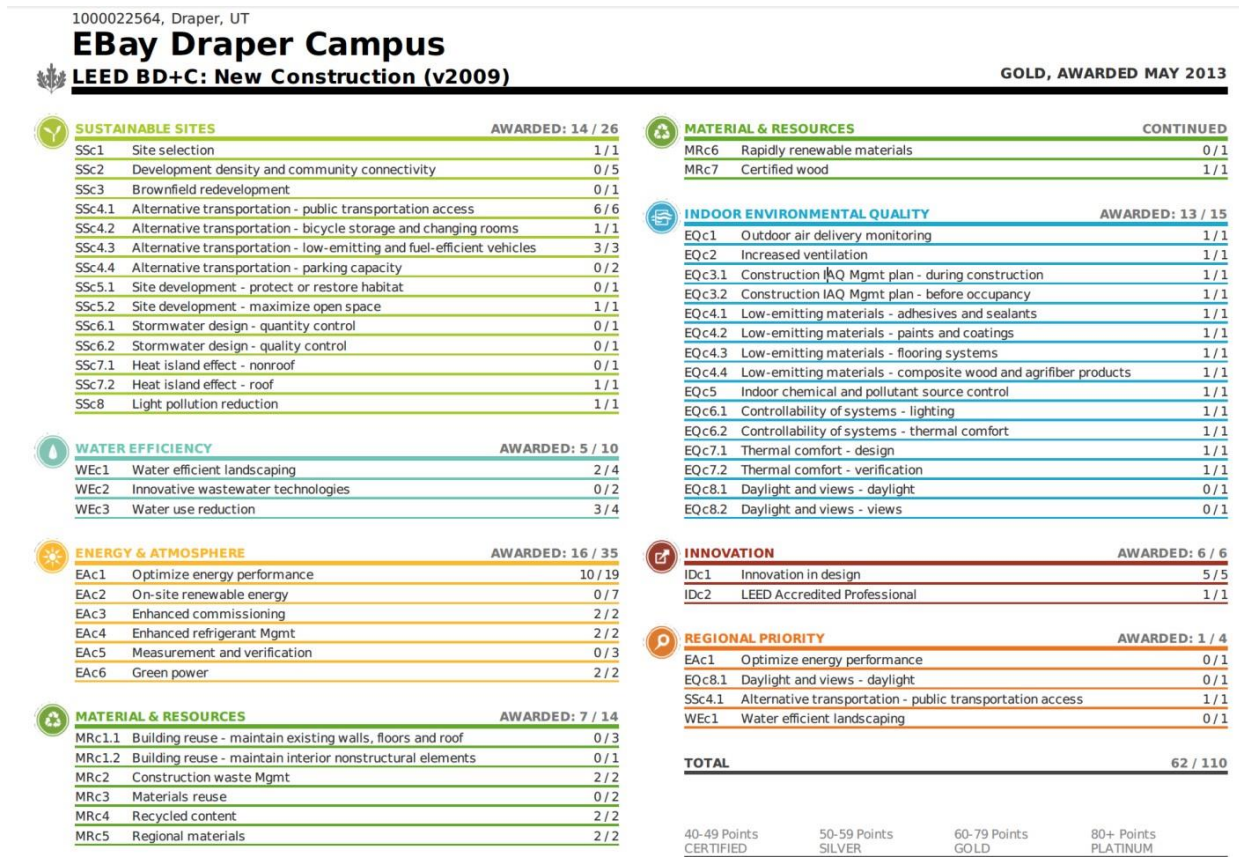 1000022564, Draper, UT
EBay Draper Campus
LEED BD+C: New Construction (v2009)
GOLD, AWARDED MAY 2013
SUSTAINABLE SITES AWARDED: 14 / 26
SSc1 Site selection 1 / 1
SSc2 Development density and community connectivity 0 / 5
SSc3 Brownfield redevelopment 0 / 1
SSc4.1 Alternative transportation - public transportation access 6 / 6
SSc4.2 Alternative transportation - bicycle storage and changing rooms 1 / 1
SSc4.3 Alternative transportation - low-emitting and fuel-efficient vehicles 3 / 3
SSc4.4 Alternative transportation - parking capacity 0 / 2
SSc5.1 Site development - protect or restore habitat 0 / 1
SSc5.2 Site development - maximize open space 1 / 1
SSc6.1 Stormwater design - quantity control 0 / 1
SSc6.2 Stormwater design - quality control 0 / 1
SSc7.1 Heat island effect - nonroof 0 / 1
SSc7.2 Heat island effect - roof 1 / 1
SSc8 Light pollution reduction 1 / 1
WATER EFFICIENCY AWARDED: 5 / 10
WEc1 Water efficient landscaping 2 / 4
WEc2 Innovative wastewater technologies 0 / 2
WEc3 Water use reduction 3 / 4
ENERGY & ATMOSPHERE AWARDED: 16 / 35
EAc1 Optimize energy performance 10 / 19
EAc2 On-site renewable energy 0 / 7
EAc3 Enhanced commissioning 2 / 2
EAc4 Enhanced refrigerant Mgmt 2 / 2
EAc5 Measurement and verification 0 / 3
EAc6 Green power 2 / 2
MATERIAL & RESOURCES AWARDED: 7 / 14
MRc1.1 Building reuse - maintain existing walls, floors and roof 0 / 3
MRc1.2 Building reuse - maintain interior nonstructural elements 0 / 1
MRc2 Construction waste Mgmt 2 / 2
MRc3 Materials reuse 0 / 2
MRc4 Recycled content 2 / 2
MRc5 Regional materials 2 / 2
MATERIAL & RESOURCES CONTINUED
MRc6 Rapidly renewable materials 0 / 1
MRc7 Certified wood 1 / 1
INDOOR ENVIRONMENTAL QUALITY AWARDED: 13 / 15
EQc1 Outdoor air delivery monitoring 1 / 1
EQc2 Increased ventilation 1 / 1
EQc3.1 Construction IAQ Mgmt plan - during construction 1 / 1
EQc3.2 Construction IAQ Mgmt plan - before occupancy 1 / 1
EQc4.1 Low-emitting materials - adhesives and sealants 1 / 1
EQc4.2 Low-emitting materials - paints and coatings 1 / 1
EQc4.3 Low-emitting materials - flooring systems 1 / 1
EQc4.4 Low-emitting materials - composite wood and agrifiber products 1 / 1
EQc5 Indoor chemical and pollutant source control 1 / 1
EQc6.1 Controllability of systems - lighting 1 / 1
EQc6.2 Controllability of systems - thermal comfort 1 / 1
EQc7.1 Thermal comfort - design 1 / 1
EQc7.2 Thermal comfort - verification 1 / 1
EQc8.1 Daylight and views - daylight 0 / 1
EQc8.2 Daylight and views - views 0 / 1
INNOVATION AWARDED: 6 / 6
IDc1 Innovation in design 5 / 5
IDc2 LEED Accredited Professional 1 / 1
REGIONAL PRIORITY AWARDED: 1 / 4
EAc1 Optimize energy performance 0 / 1
EQc8.1 Daylight and views - daylight 0 / 1
SSc4.1 Alternative transportation - public transportation access 1 / 1
WEc1 Water efficient landscaping 0 / 1
TOTAL 62 / 110
40-49 Points 50-59 Points 60-79 Points 80+ Points
CERTIFIED SILVER GOLD PLATINUM